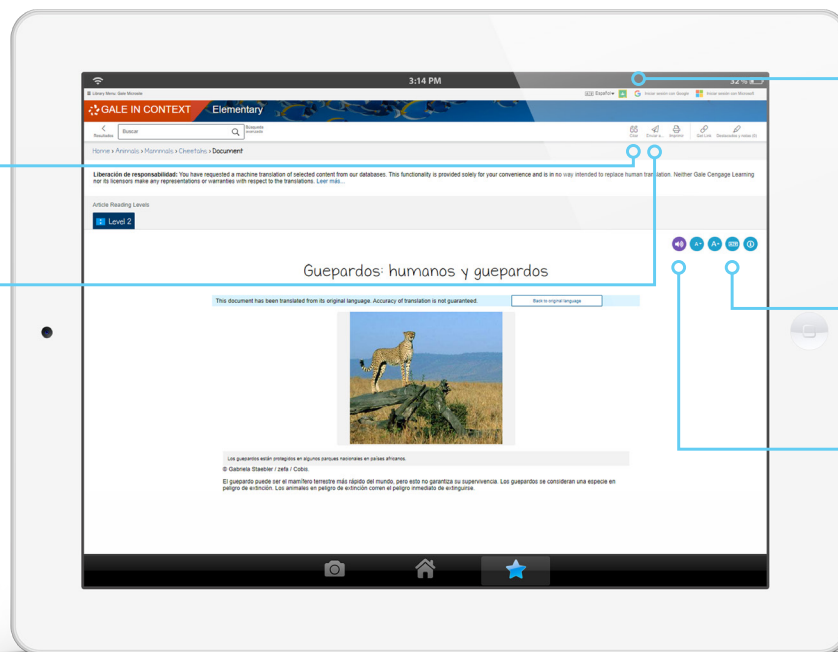 3:14 PM
52 %
Library Menu: Gale Microsite
Español
Iniciar sesión con Google
Iniciar sesión con Microsoft
GALE IN CONTEXT
Elementary
Resultados
Buscar
Búsqueda avanzada
Citar
Enviar a...
Imprimir
Get Link
Destacados y notas (0)
Home › Animals › Mammals › Cheetahs › Document
Liberación de responsabilidad: You have requested a machine translation of selected content from our databases. This functionality is provided solely for your convenience and is in no way intended to replace human translation. Neither Gale Cengage Learning
nor its licensors make any representations or warranties with respect to the translations. Leer más...
Article Reading Levels
Level 2
A-
A+
Guepardos: humanos y guepardos
This document has been translated from its original language. Accuracy of translation is not guaranteed.
Back to original language
Los guepardos están protegidos en algunos parques nacionales en países africanos.
© Gabriela Staebler / zefa / Cobis.
El guepardo puede ser el mamífero terrestre más rápido del mundo, pero esto no garantiza su supervivencia. Los guepardos se consideran una especie en
peligro de extinción. Los animales en peligro de extinción corren el peligro inmediato de extinguirse.